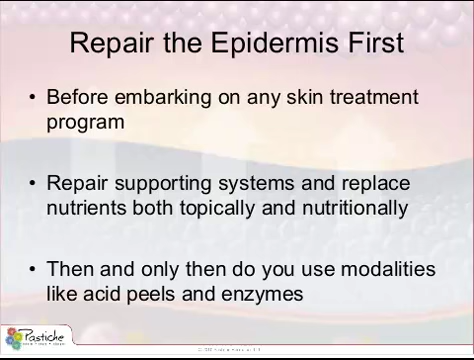 Repair the Epidermis First
• Before embarking on any skin treatment
program
• Repair supporting systems and replace
nutrients both topically and nutritionally
• Then and only then do you use modalities
like acid peels and enzymes
Pastiche